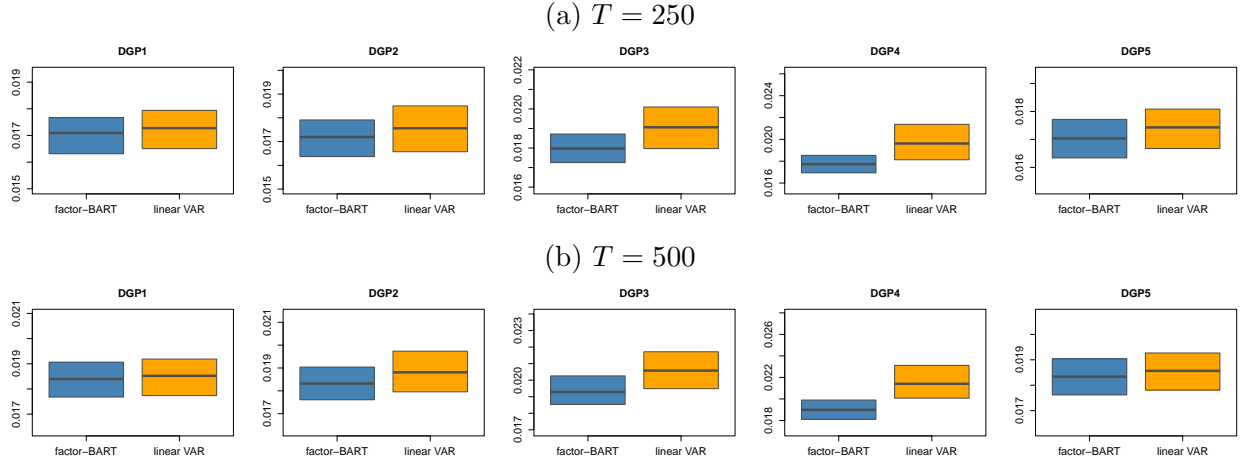 (a) T = 250
DGP1
DGP2
DGP3
DGP4
DGP5
0.015
0.017
0.019
0.015
0.017
0.019
0.016
0.018
0.020
0.022
0.016
0.020
0.024
0.016
0.018
factor−BART linear VAR
factor−BART linear VAR
factor−BART linear VAR
factor−BART linear VAR
factor−BART linear VAR
(b) T = 500
DGP1
DGP2
DGP3
DGP4
DGP5
0.017
0.019
0.021
0.017
0.019
0.021
0.017
0.020
0.023
0.018
0.022
0.026
0.017
0.019
factor−BART linear VAR
factor−BART linear VAR
factor−BART linear VAR
factor−BART linear VAR
factor−BART linear VAR